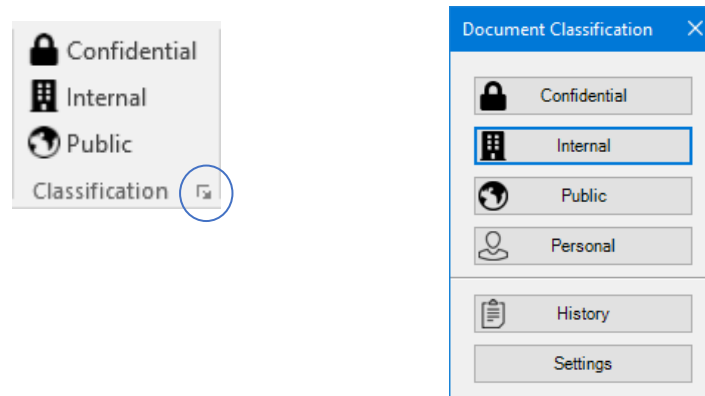 Confidential
Internal
Public
Classification
Document Classification
Confidential
Internal
Public
Personal
History
Settings